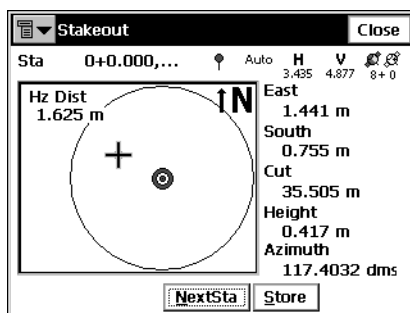 Stakeout Close
Sta 0+0.000,... Auto H V
3.435 4.877 8+0
Hz Dist
1.625 m
N
East
1.441 m
South
0.755 m
Cut
35.505 m
Height
0.417 m
Azimuth
117.4032 dms
NextSta Store